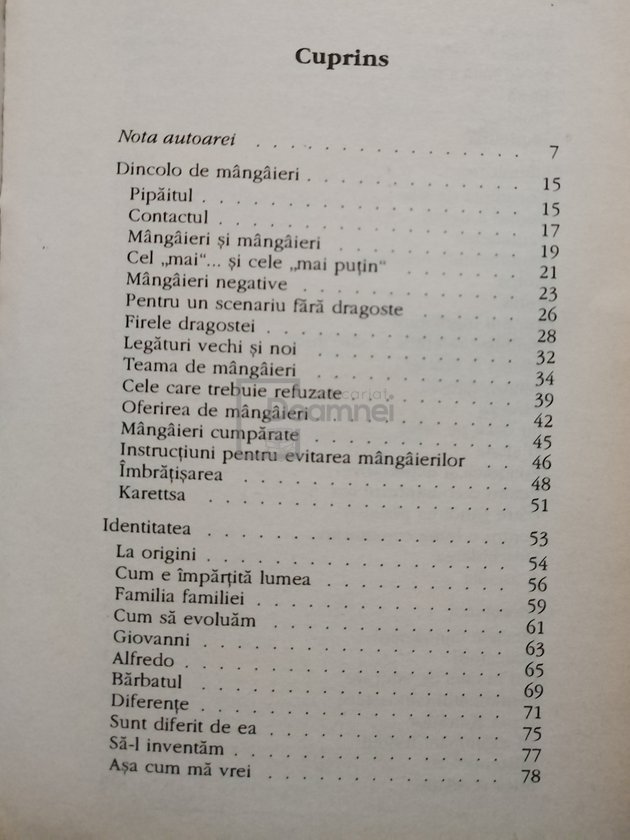 Cuprins
Nota autoarei . . . . . . . . . . . . . . . 7
Dincolo de mângâieri . . . . . . . . . . . . 15
Pipăitul . . . . . . . . . . . . . . . . 15
Contactul . . . . . . . . . . . . . . . . 17
Mângâieri și mângâieri . . . . . . . . . . 19
Cel „mai“... și cele „mai puțin“ . . . . . . . 21
Mângâieri negative . . . . . . . . . . . . 23
Pentru un scenariu fără dragoste . . . . . . 26
Firele dragostei . . . . . . . . . . . . . 28
Legături vechi și noi . . . . . . . . . . . 32
Teama de mângâieri . . . . . . . . . . . 34
Cele care trebuie refuzate . . . . . . . . . 39
Oferirea de mângâieri . . . . . . . . . . . 42
Mângâieri cumpărate . . . . . . . . . . . 45
Instrucțiuni pentru evitarea mângâierilor . . 46
Îmbrățișarea . . . . . . . . . . . . . . . 48
Karettsa . . . . . . . . . . . . . . . . 51
Identitatea . . . . . . . . . . . . . . . . 53
La origini . . . . . . . . . . . . . . . . 54
Cum e împărțită lumea . . . . . . . . . . 56
Familia familiei . . . . . . . . . . . . . 59
Cum să evoluăm . . . . . . . . . . . . . 61
Giovanni . . . . . . . . . . . . . . . . 63
Alfredo . . . . . . . . . . . . . . . . . 65
Bărbatul . . . . . . . . . . . . . . . . 69
Diferențe . . . . . . . . . . . . . . . . 71
Sunt diferit de ea . . . . . . . . . . . . . 75
Să-l inventăm . . . . . . . . . . . . . . 77
Așa cum mă vrei . . . . . . . . . . . . . 78